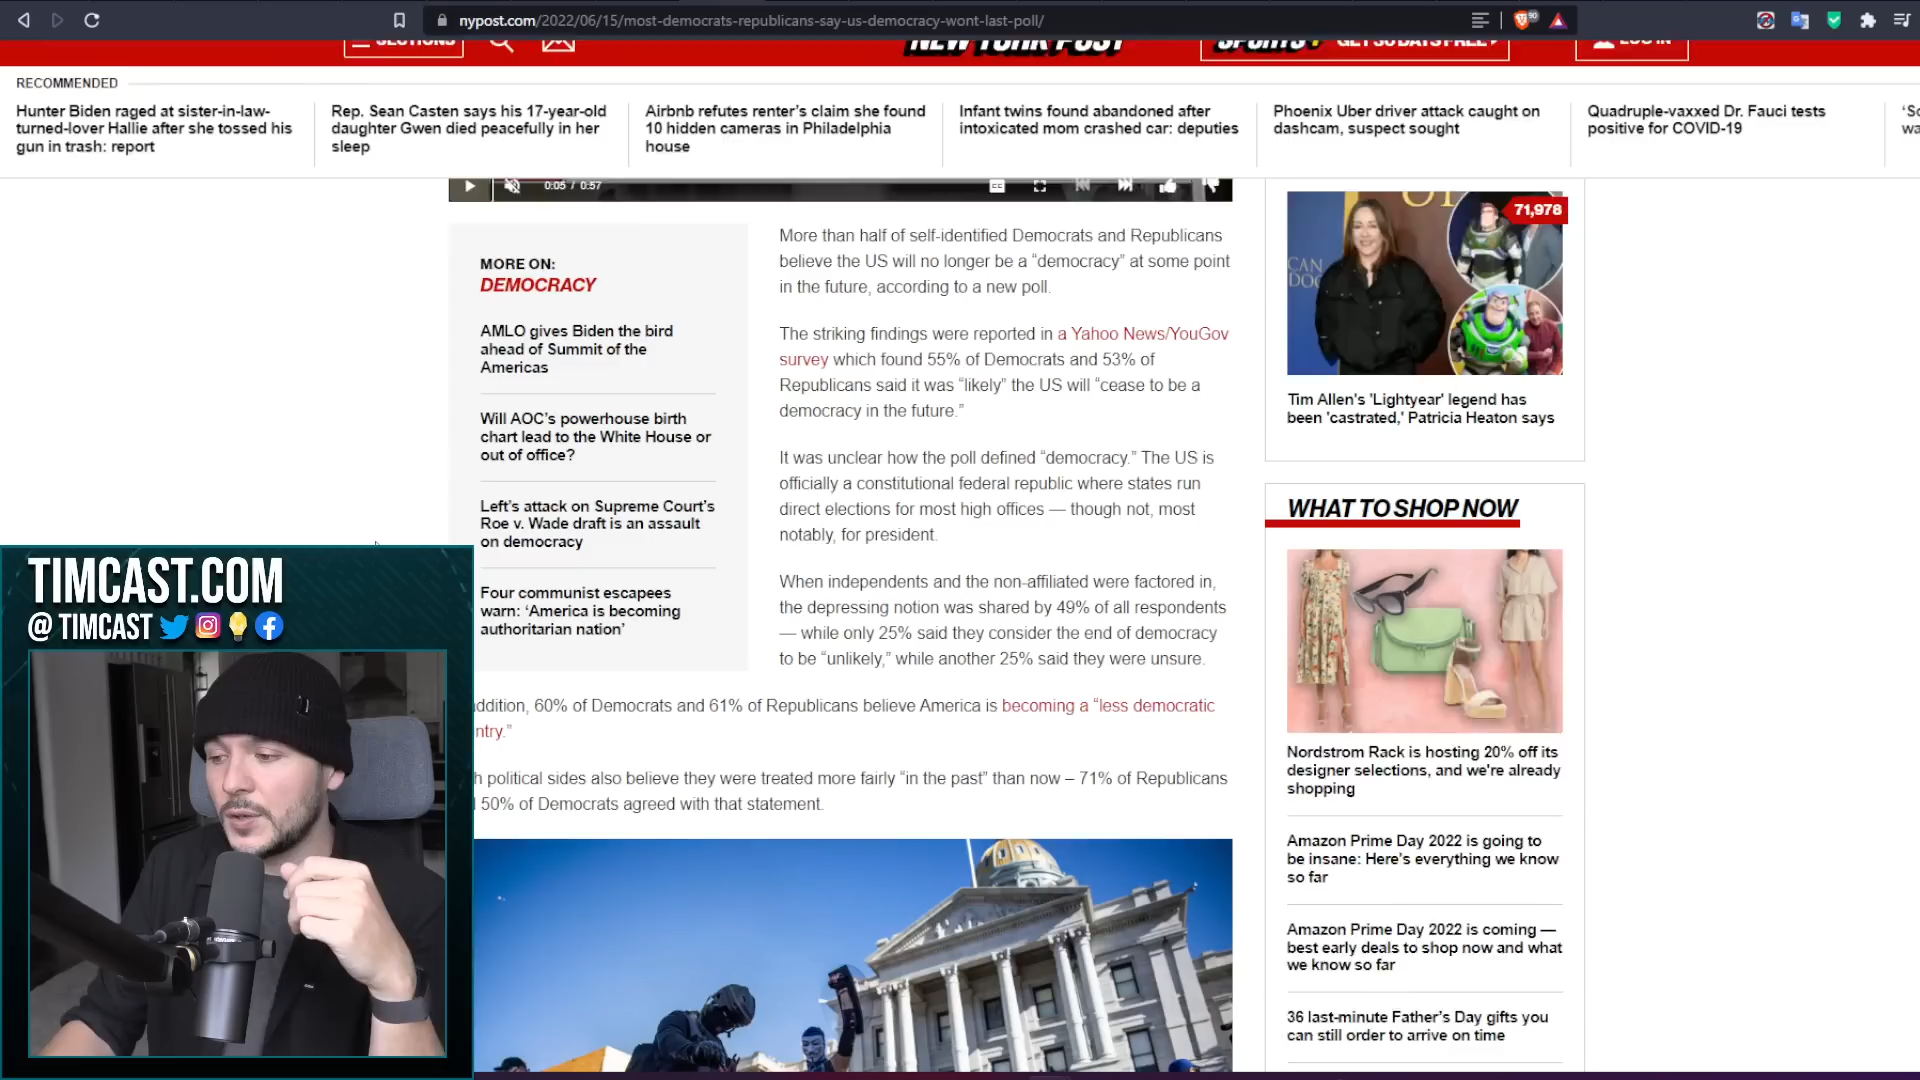 nypost.com/2022/06/15/most-democrats-republicans-say-us-democracy-wont-last-poll/
90
SECTIONS
NEW YORK POST
SPORTS+ GET 30 DAYS FREE
LOG IN
RECOMMENDED
Hunter Biden raged at sister-in-law-
turned-lover Hallie after she tossed his
gun in trash: report
Rep. Sean Casten says his 17-year-old
daughter Gwen died peacefully in her
sleep
Airbnb refutes renter's claim she found
10 hidden cameras in Philadelphia
house
Infant twins found abandoned after
intoxicated mom crashed car: deputies
Phoenix Uber driver attack caught on
dashcam, suspect sought
Quadruple-vaxxed Dr. Fauci tests
positive for COVID-19
0:05 / 0:57
CC
MORE ON:
DEMOCRACY
AMLO gives Biden the bird
ahead of Summit of the
Americas
Will AOC's powerhouse birth
chart lead to the White House or
out of office?
Left's attack on Supreme Court's
Roe v. Wade draft is an assault
on democracy
Four communist escapees
warn: 'America is becoming
authoritarian nation'
More than half of self-identified Democrats and Republicans
believe the US will no longer be a “democracy” at some point
in the future, according to a new poll.
The striking findings were reported in a Yahoo News/YouGov
survey which found 55% of Democrats and 53% of
Republicans said it was “likely” the US will “cease to be a
democracy in the future.”
It was unclear how the poll defined “democracy.” The US is
officially a constitutional federal republic where states run
direct elections for most high offices — though not, most
notably, for president.
When independents and the non-affiliated were factored in,
the depressing notion was shared by 49% of all respondents
— while only 25% said they consider the end of democracy
to be “unlikely,” while another 25% said they were unsure.
ddition, 60% of Democrats and 61% of Republicans believe America is becoming a “less democratic
ntry.”
h political sides also believe they were treated more fairly “in the past” than now – 71% of Republicans
50% of Democrats agreed with that statement.
71,978
Tim Allen's 'Lightyear' legend has
been 'castrated,' Patricia Heaton says
WHAT TO SHOP NOW
Nordstrom Rack is hosting 20% off its
designer selections, and we're already
shopping
Amazon Prime Day 2022 is going to
be insane: Here's everything we know
so far
Amazon Prime Day 2022 is coming —
best early deals to shop now and what
we know so far
36 last-minute Father's Day gifts you
can still order to arrive on time
TIMCAST.COM
@ TIMCAST